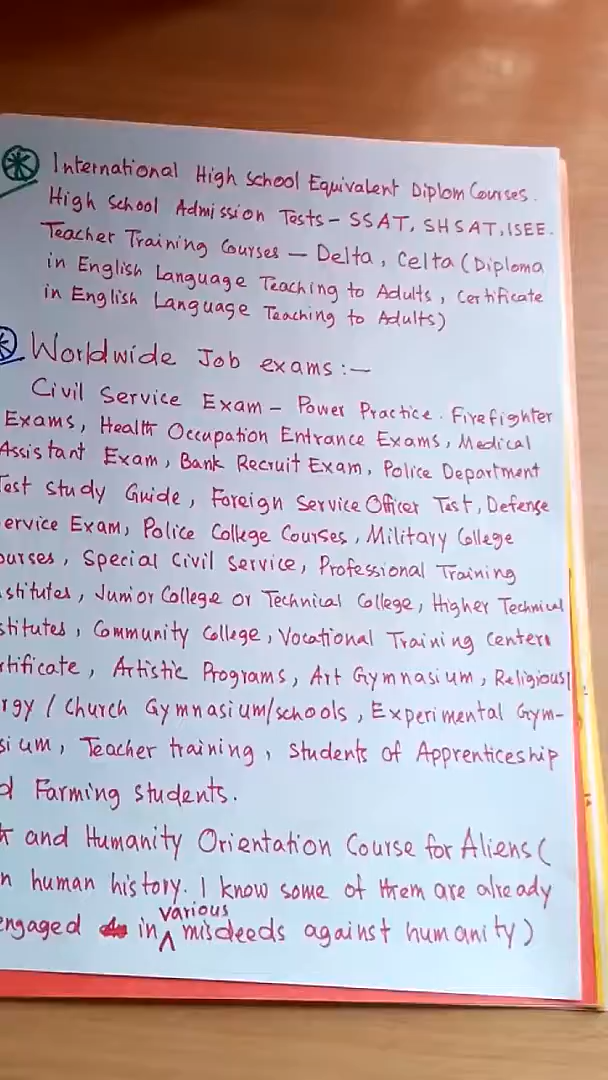 International High School Equivalent Diplom Courses.
High School Admission Tests - SSAT, SHSAT, ISEE.
Teacher Training Courses – Delta, Celta (Diploma
in English Language Teaching to Adults, Certificate
in English Language Teaching to Adults)
Worldwide Job exams :-
Civil Service Exam - Power Practice. Firefighter
Exams, Health Occupation Entrance Exams, Medical
Assistant Exam, Bank Recruit Exam, Police Department
Test Study Guide, Foreign Service Officer Test, Defense
ervice Exam, Police College Courses, Military College
ourses, Special Civil Service, Professional Training
stitutes, Junior College or Technical College, Higher Technical
stitutes, Community College, Vocational Training Centers
rtificate, Artistic Programs, Art Gymnasium, Religious/
rgy / Church Gymnasium/schools, Experimental Gym-
sium, Teacher training, Students of Apprenticeship
d Farming Students.
and Humanity Orientation Course for Aliens (
n human history. I know some of them are already
engaged in various misdeeds against humanity)